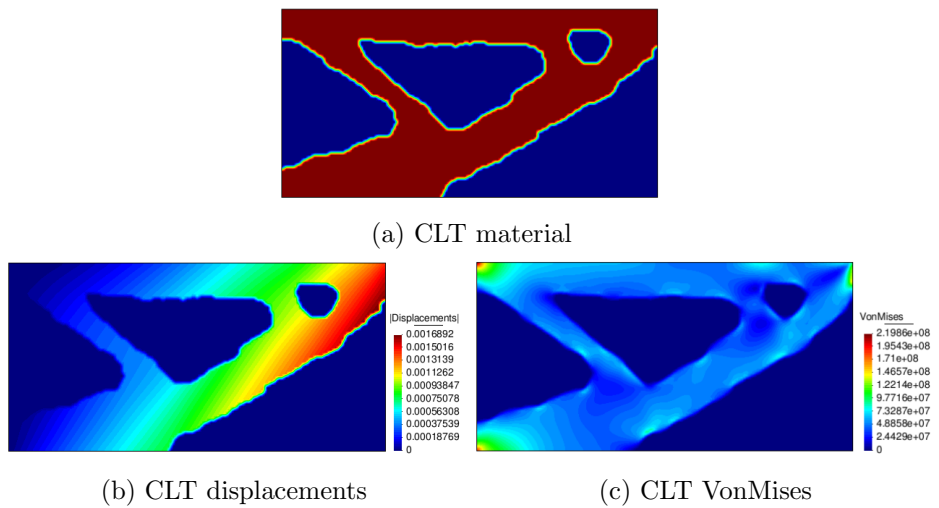 (a) CLT material
|Displacements|
0.0016892
0.0015016
0.0013139
0.0011262
0.00093847
0.00075078
0.00056308
0.00037539
0.00018769
0
VonMises
2.1986e+08
1.9543e+08
1.71e+08
1.4657e+08
1.2214e+08
9.7716e+07
7.3287e+07
4.8858e+07
2.4429e+07
0
(b) CLT displacements
(c) CLT VonMises